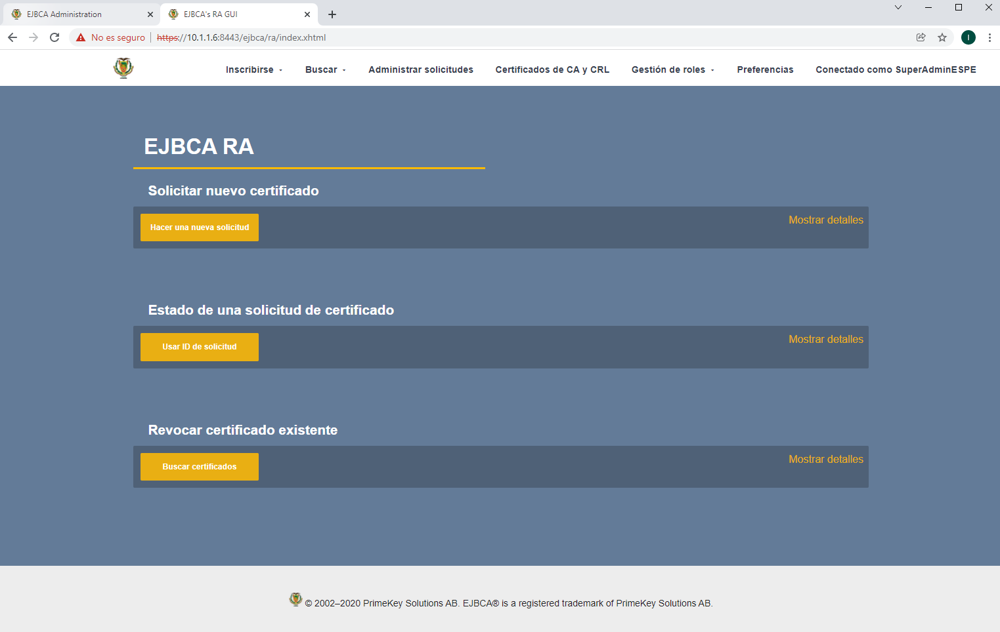 EJBCA Administration
EJBCA's RA GUI
No es seguro
https://10.1.1.6:8443/ejbca/ra/index.xhtml
I
Inscribirse
Buscar
Administrar solicitudes
Certificados de CA y CRL
Gestión de roles
Preferencias
Conectado como SuperAdminESPE
EJBCA RA
Solicitar nuevo certificado
Hacer una nueva solicitud
Mostrar detalles
Estado de una solicitud de certificado
Usar ID de solicitud
Mostrar detalles
Revocar certificado existente
Buscar certificados
Mostrar detalles
© 2002–2020 PrimeKey Solutions AB. EJBCA® is a registered trademark of PrimeKey Solutions AB.